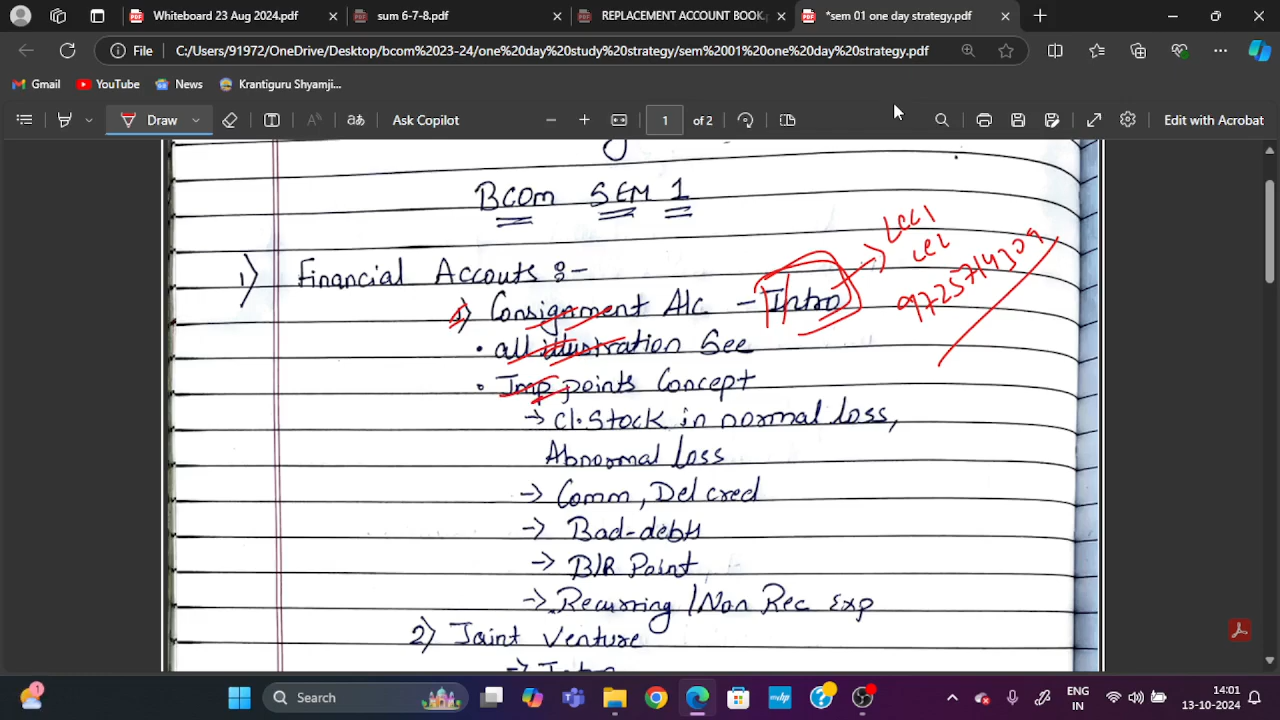 Whiteboard 23 Aug 2024.pdf
sum 6-7-8.pdf
REPLACEMENT ACCOUNT BOOK
sem 01 one day strategy.pdf
File
C:/Users/91972/OneDrive/Desktop/bcom%2023-24/one%20day%20study%20strategy/sem%2001%20one%20day%20strategy.pdf
Gmail
YouTube
News
Krantiguru Shyamji...
Draw
Ask Copilot
1
of 2
Edit with Acrobat
BCom SEM 1
1) Financial Accouts :-
1) Consignment A/c - Intro
• all illustration See
• Imp points Concept
→ Cl. Stock in normal loss,
Abnormal loss
→ Comm, Del cred
→ Bad-debts
→ B/R Point
→ Recurring / Non Rec Exp
2) Joint Venture
→ Intro
9725714309
Search
1
ENG
IN
14:01
13-10-2024